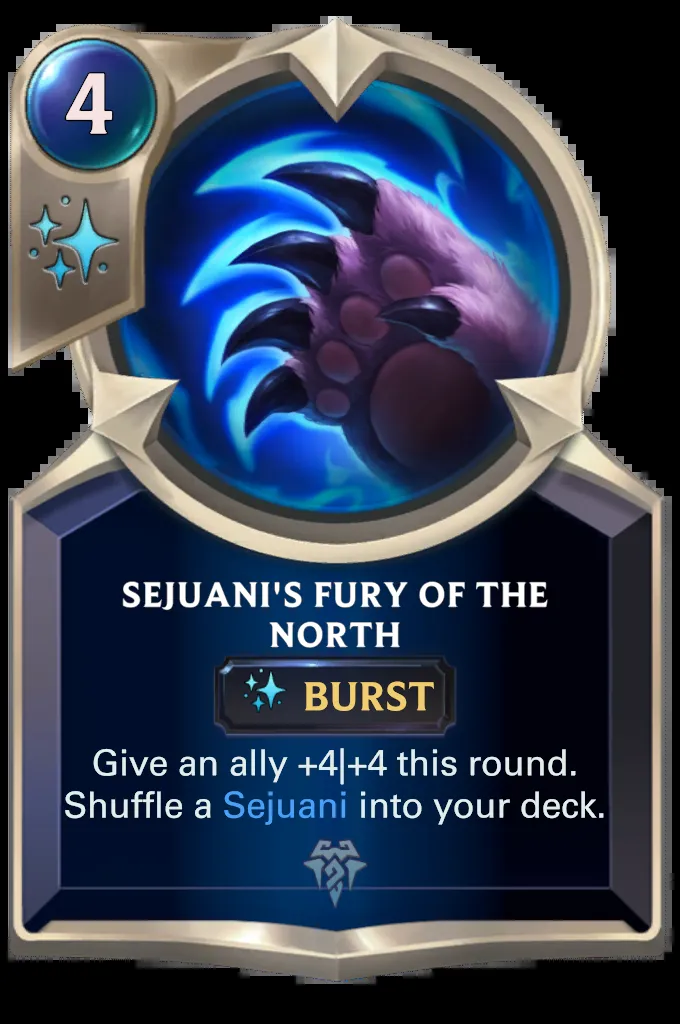 4
SEJUANI'S FURY OF THE
NORTH
BURST
Give an ally +4|+4 this round.
Shuffle a Sejuani into your deck.